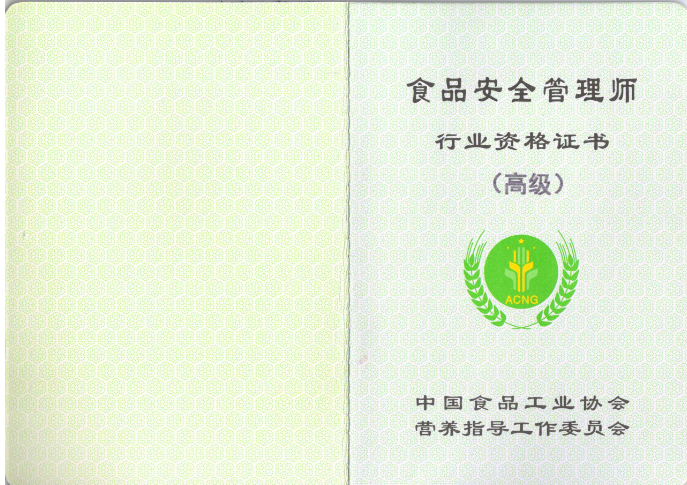 食品安全管理师
行业资格证书
（高级）
ACNG
中国食品工业协会
营养指导工作委员会